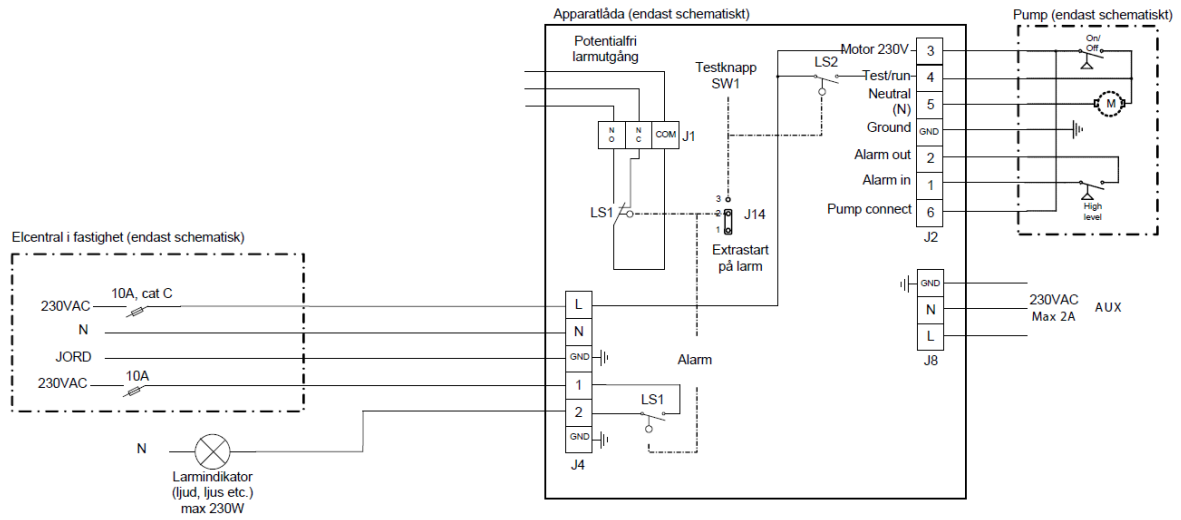 Apparatlåda (endast schematiskt)
Pump (endast schematiskt)
Potentialfri
larmutgång
Testknapp
SW1
LS2
Motor 230V
3
On/
Off
Test/run
4
Neutral
(N)
5
M
Ground
GND
Alarm out
2
Alarm in
1
High
level
Pump connect
6
J2
NO
NC
COM
J1
LS1
3
2
1
J14
Extrastart
på larm
Elcentral i fastighet (endast schematisk)
230VAC
10A, cat C
L
N
N
JORD
GND
230VAC
10A
1
2
GND
J4
LS1
Alarm
GND
N
L
J8
230VAC
Max 2A
AUX
N
Larmindikator
(ljud, ljus etc.)
max 230W